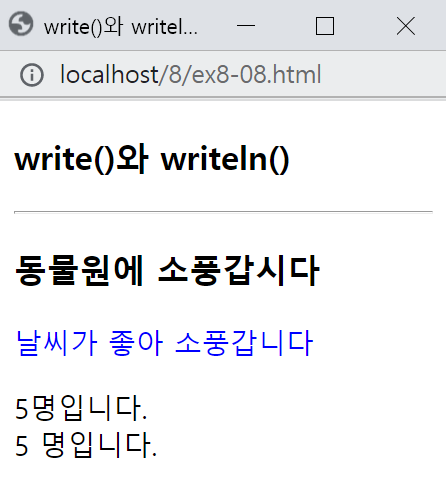 write()와 writel...
localhost/8/ex8-08.html
write()와 writeln()
동물원에 소풍갑시다
날씨가 좋아 소풍갑니다
5명입니다.
5 명입니다.